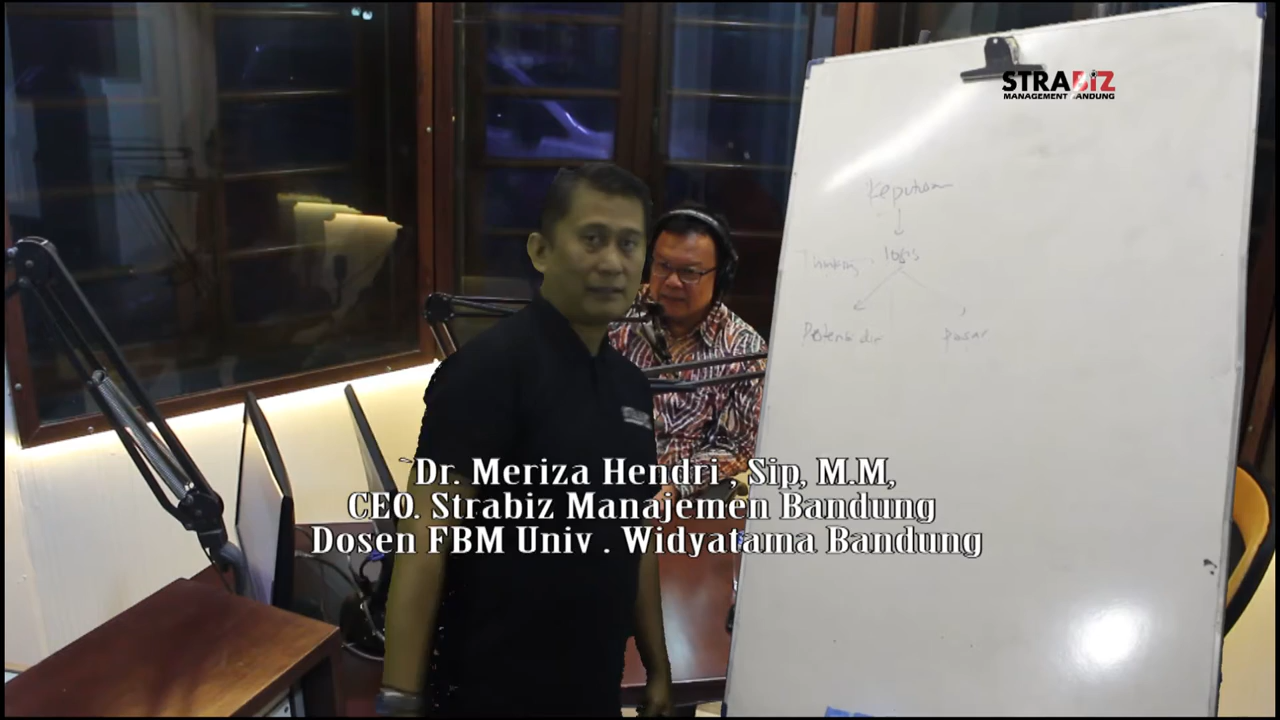 STRABIZ
MANAGEMENT BANDUNG
Keputusan
Thinking logis
Potensi diri pasar
~Dr. Meriza Hendri , Sip, M.M,
CEO. Strabiz Manajemen Bandung
Dosen FBM Univ . Widyatama Bandung